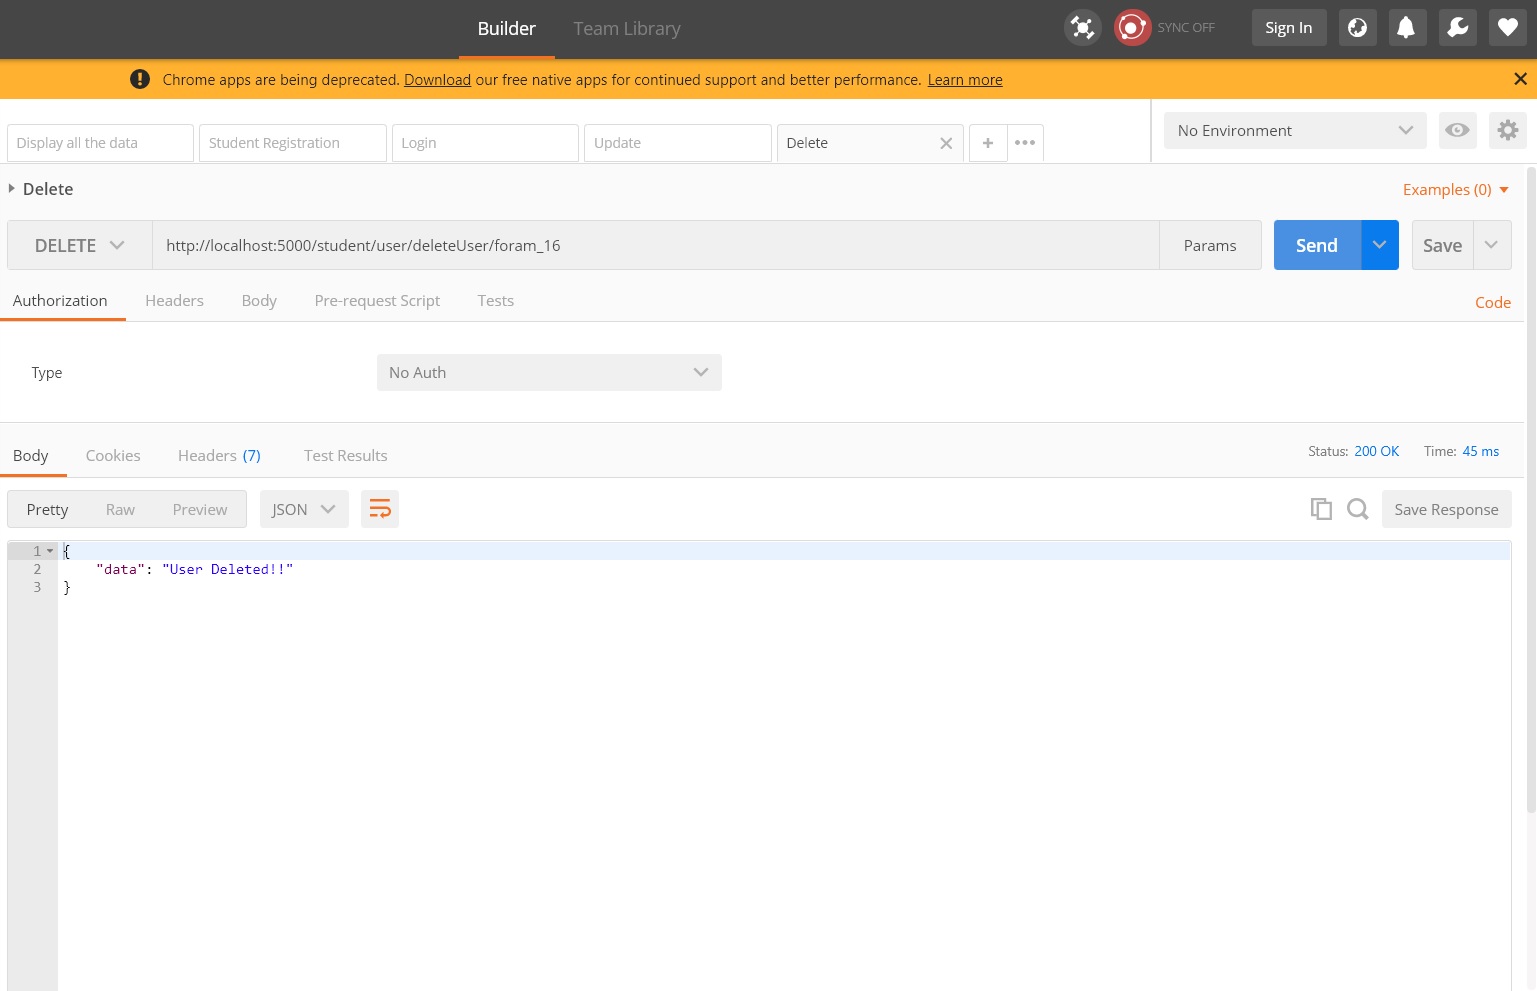 Builder Team Library SYNC OFF Sign In
Chrome apps are being deprecated. Download our free native apps for continued support and better performance. Learn more
Display all the data Student Registration Login Update Delete + ••• No Environment
Delete Examples (0)
DELETE http://localhost:5000/student/user/deleteUser/foram_16 Params Send Save
Authorization Headers Body Pre-request Script Tests Code
Type No Auth
Body Cookies Headers (7) Test Results Status: 200 OK Time: 45 ms
Pretty Raw Preview JSON Save Response
1 {
2 "data": "User Deleted!!"
3 }